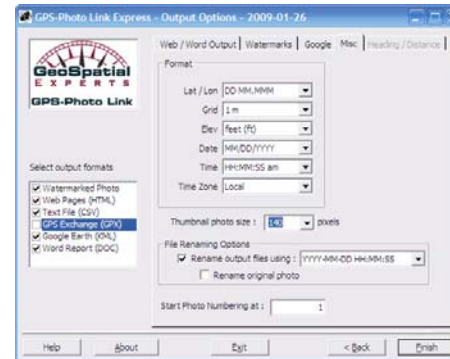 GPS-Photo Link Express - Output Options - 2009-01-26
GeoSpatial
EXPERTS
GPS-Photo Link
Select output formats
Watermarked Photo
Web Pages (HTML)
Text File (CSV)
GPS Exchange (GPX)
Google Earth (KML)
Word Report (DOC)
Web / Word Output
Watermarks
Google
Misc
Heading / Distance
Format
Lat / Lon DD MM.MMM
Grid 1 m
Elev feet (ft)
Date MM/DD/YYYY
Time HH:MM:SS am
Time Zone Local
Thumbnail photo size : 140 pixels
File Renaming Options
Rename output files using : YYYY-MM-DD HH:MM:SS
Rename original photo
Start Photo Numbering at : 1
Help About Exit < Back Finish